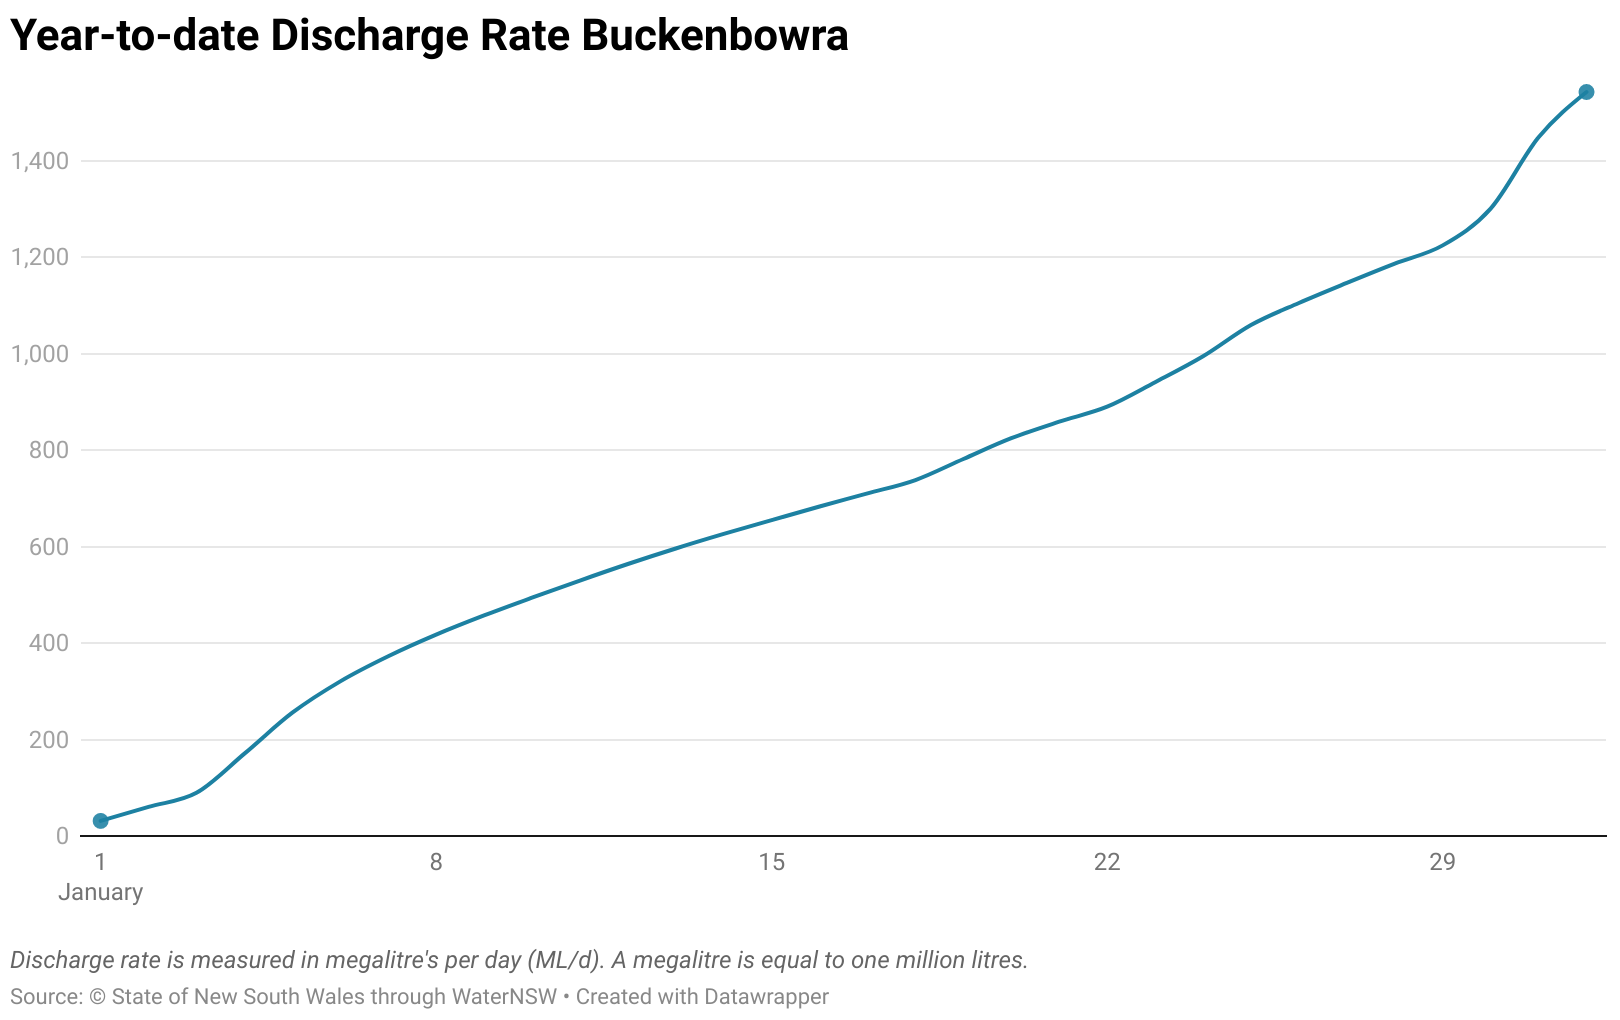 Year-to-date Discharge Rate Buckenbowra
1,400
1,200
1,000
800
600
400
200
0
1 8 15 22 29
January
Discharge rate is measured in megalitre's per day (ML/d). A megalitre is equal to one million litres.
Source: © State of New South Wales through WaterNSW • Created with Datawrapper